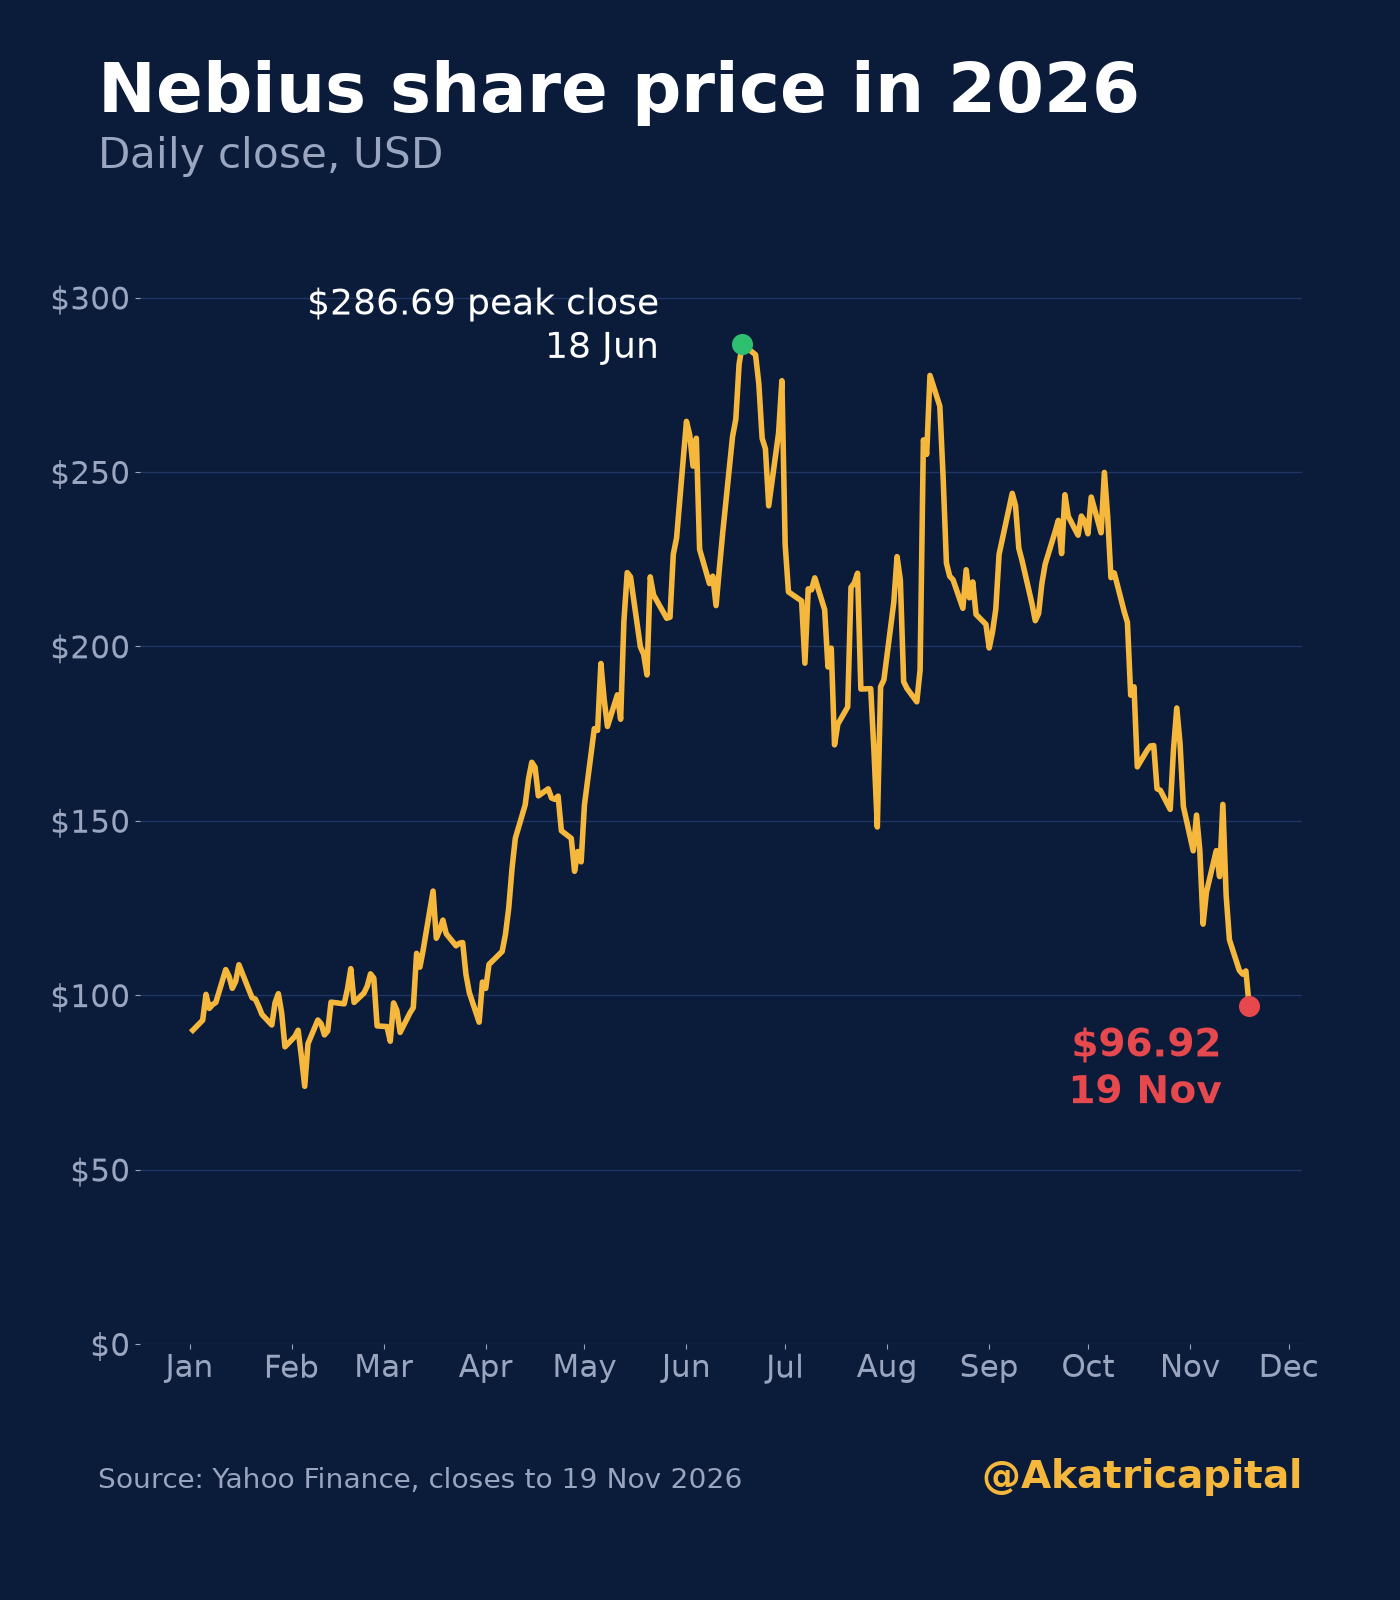 Nebius share price in 2026
Daily close, USD
$300
$286.69 peak close
18 Jun
$250
$200
$150
$100
$96.92
19 Nov
$50
$0
Jan Feb Mar Apr May Jun Jul Aug Sep Oct Nov Dec
Source: Yahoo Finance, closes to 19 Nov 2026
@Akatricapital